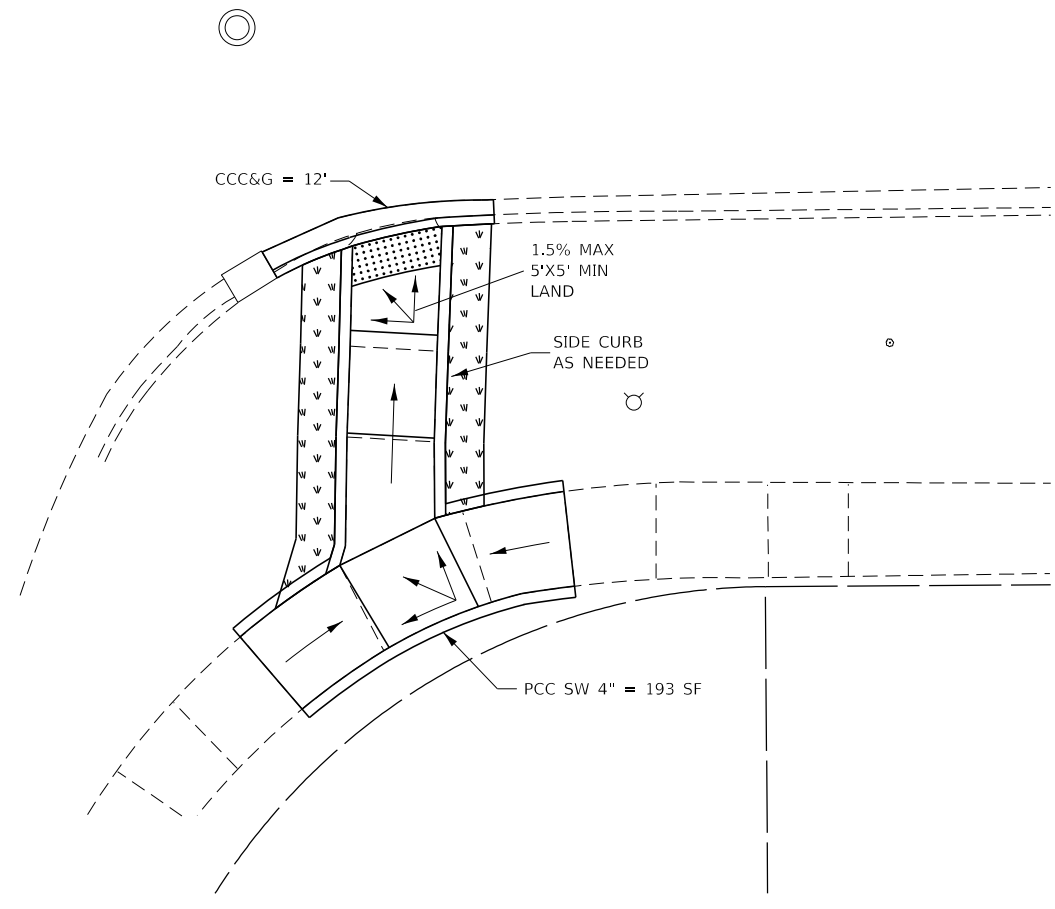 CCC&G = 12'
1.5% MAX
5'X5' MIN
LAND
SIDE CURB
AS NEEDED
PCC SW 4" = 193 SF